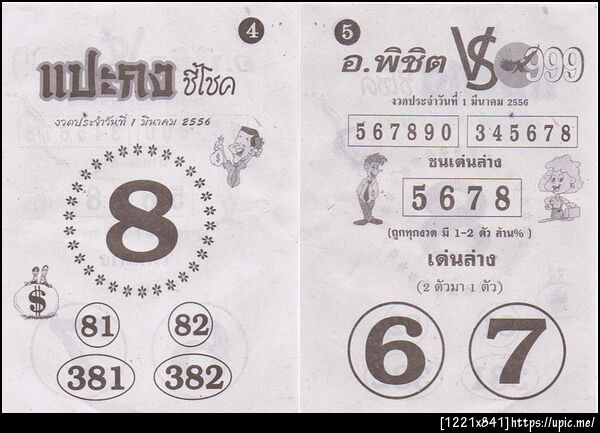 4
แปะกง ชี้โชค
งวดประจำวันที่ 1 มีนาคม 2556
8
$
81 82
381 382
5
อ.พิชิต VS 999
งวดประจำวันที่ 1 มีนาคม 2556
567890 345678
ชนเด่นล่าง
5678
(ถูกทุกงวด มี 1-2 ตัว ล้าน%)
เด่นล่าง
(2 ตัวมา 1 ตัว)
6 7
[1221x841]https://upic.me/